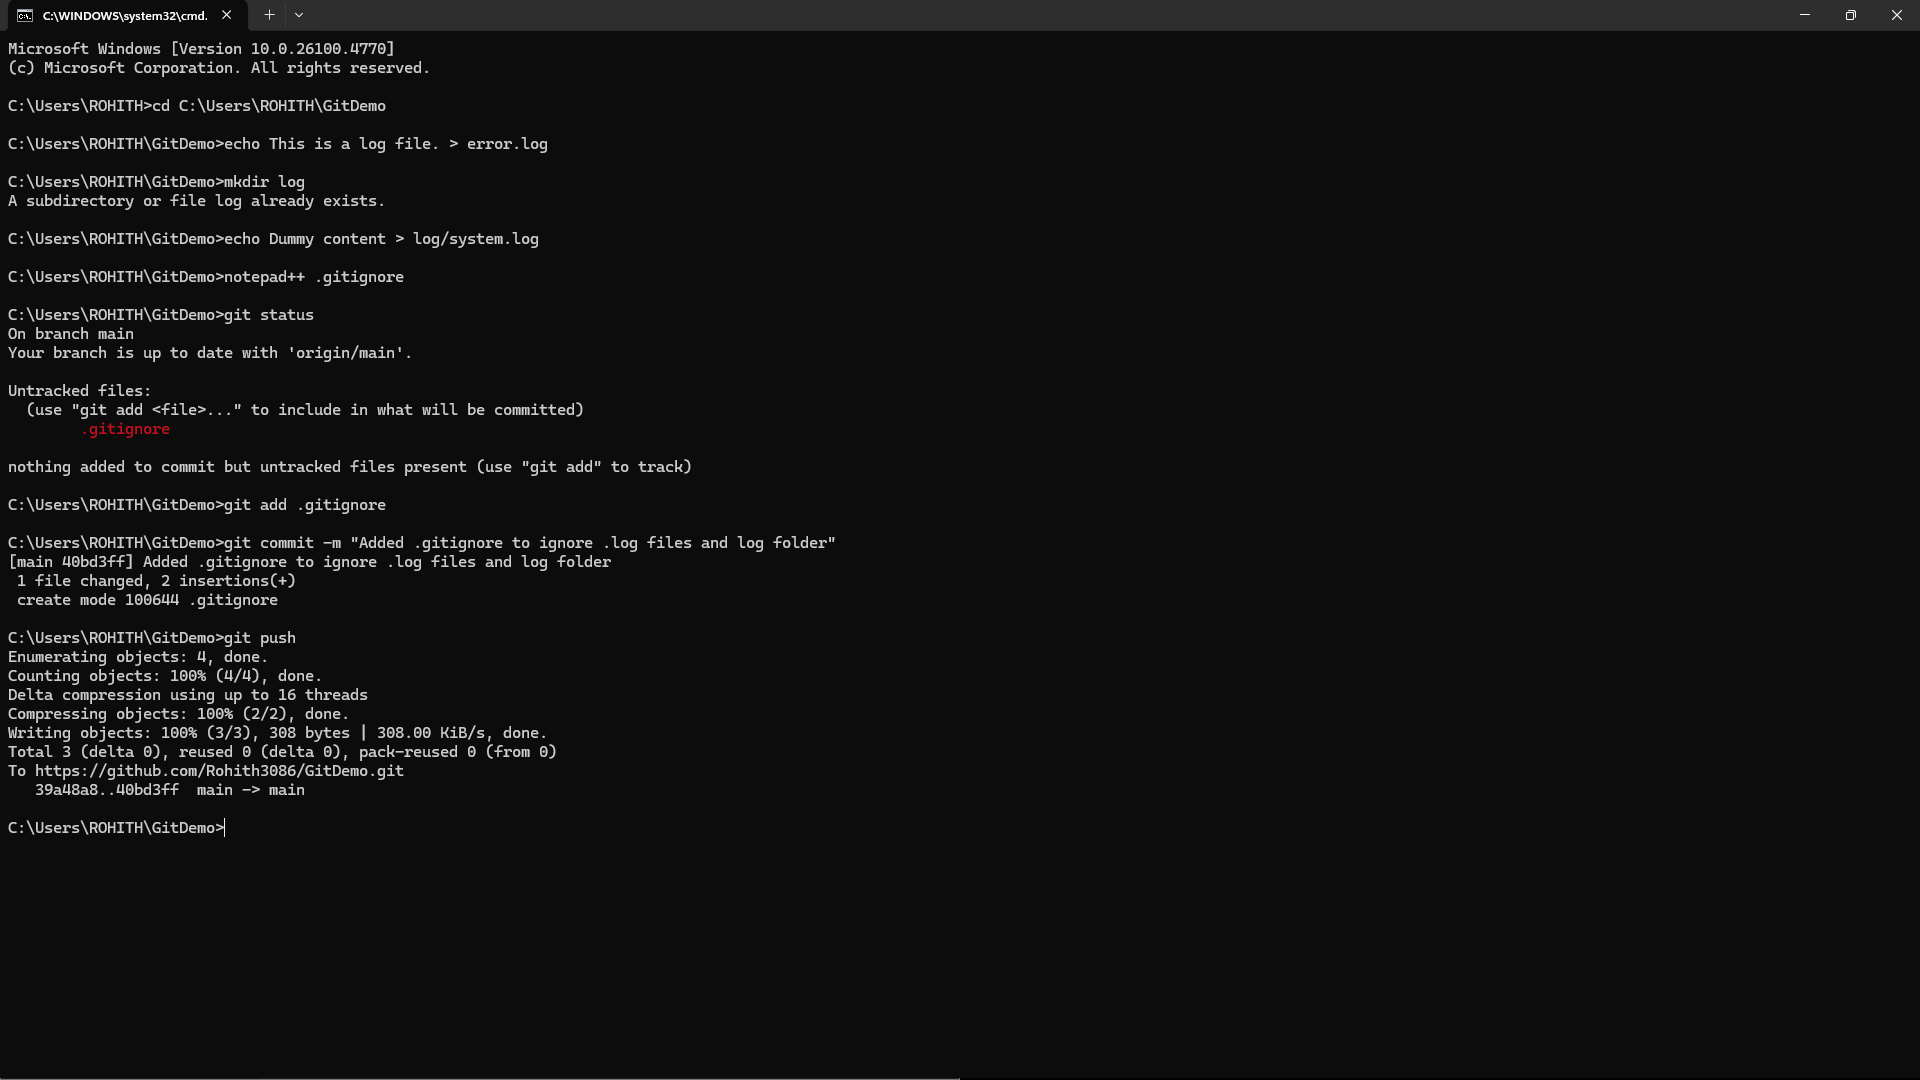 C:\WINDOWS\system32\cmd.
Microsoft Windows [Version 10.0.26100.4770]
(c) Microsoft Corporation. All rights reserved.
C:\Users\ROHITH>cd C:\Users\ROHITH\GitDemo
C:\Users\ROHITH\GitDemo>echo This is a log file. > error.log
C:\Users\ROHITH\GitDemo>mkdir log
A subdirectory or file log already exists.
C:\Users\ROHITH\GitDemo>echo Dummy content > log/system.log
C:\Users\ROHITH\GitDemo>notepad++ .gitignore
C:\Users\ROHITH\GitDemo>git status
On branch main
Your branch is up to date with 'origin/main'.
Untracked files:
  (use "git add <file>..." to include in what will be committed)
        .gitignore
nothing added to commit but untracked files present (use "git add" to track)
C:\Users\ROHITH\GitDemo>git add .gitignore
C:\Users\ROHITH\GitDemo>git commit -m "Added .gitignore to ignore .log files and log folder"
[main 40bd3ff] Added .gitignore to ignore .log files and log folder
 1 file changed, 2 insertions(+)
 create mode 100644 .gitignore
C:\Users\ROHITH\GitDemo>git push
Enumerating objects: 4, done.
Counting objects: 100% (4/4), done.
Delta compression using up to 16 threads
Compressing objects: 100% (2/2), done.
Writing objects: 100% (3/3), 308 bytes | 308.00 KiB/s, done.
Total 3 (delta 0), reused 0 (delta 0), pack-reused 0 (from 0)
To https://github.com/Rohith3086/GitDemo.git
   39a48a8..40bd3ff  main -> main
C:\Users\ROHITH\GitDemo>